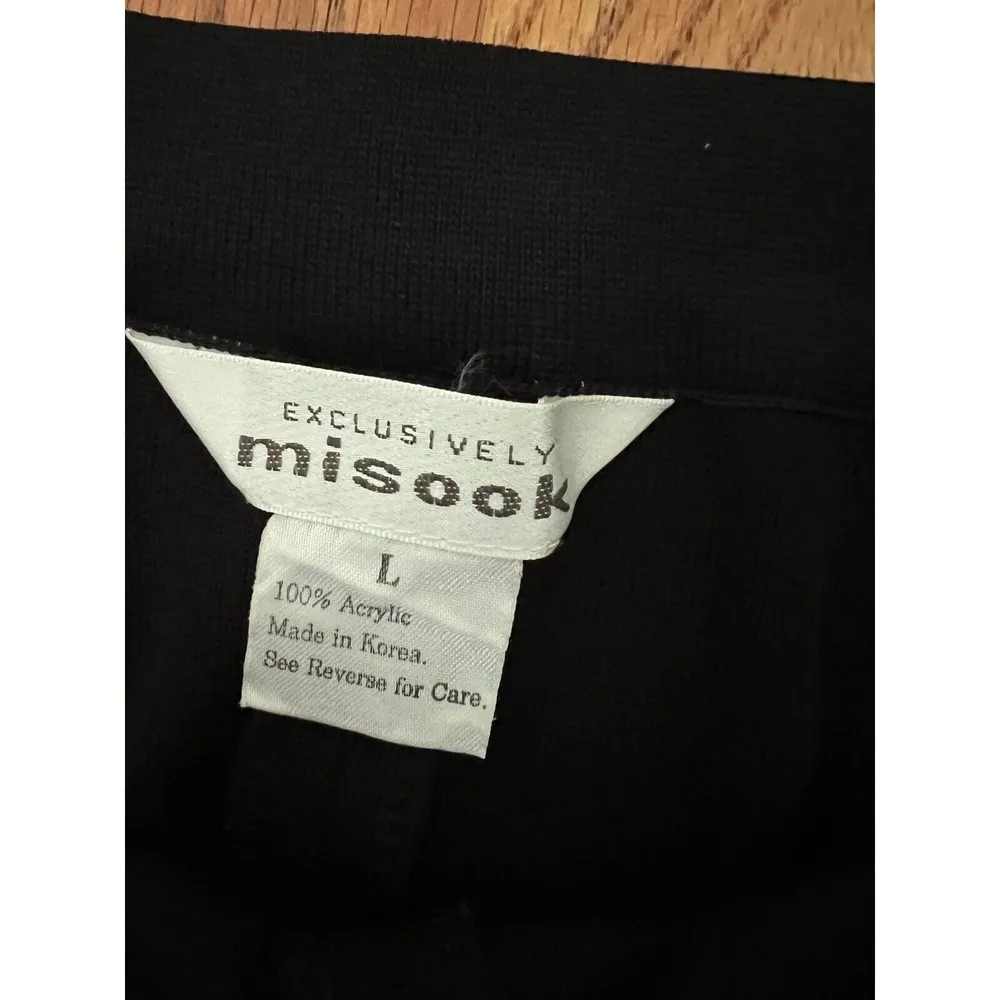 EXCLUSIVELY
misook
L
100% Acrylic
Made in Korea.
See Reverse for Care.